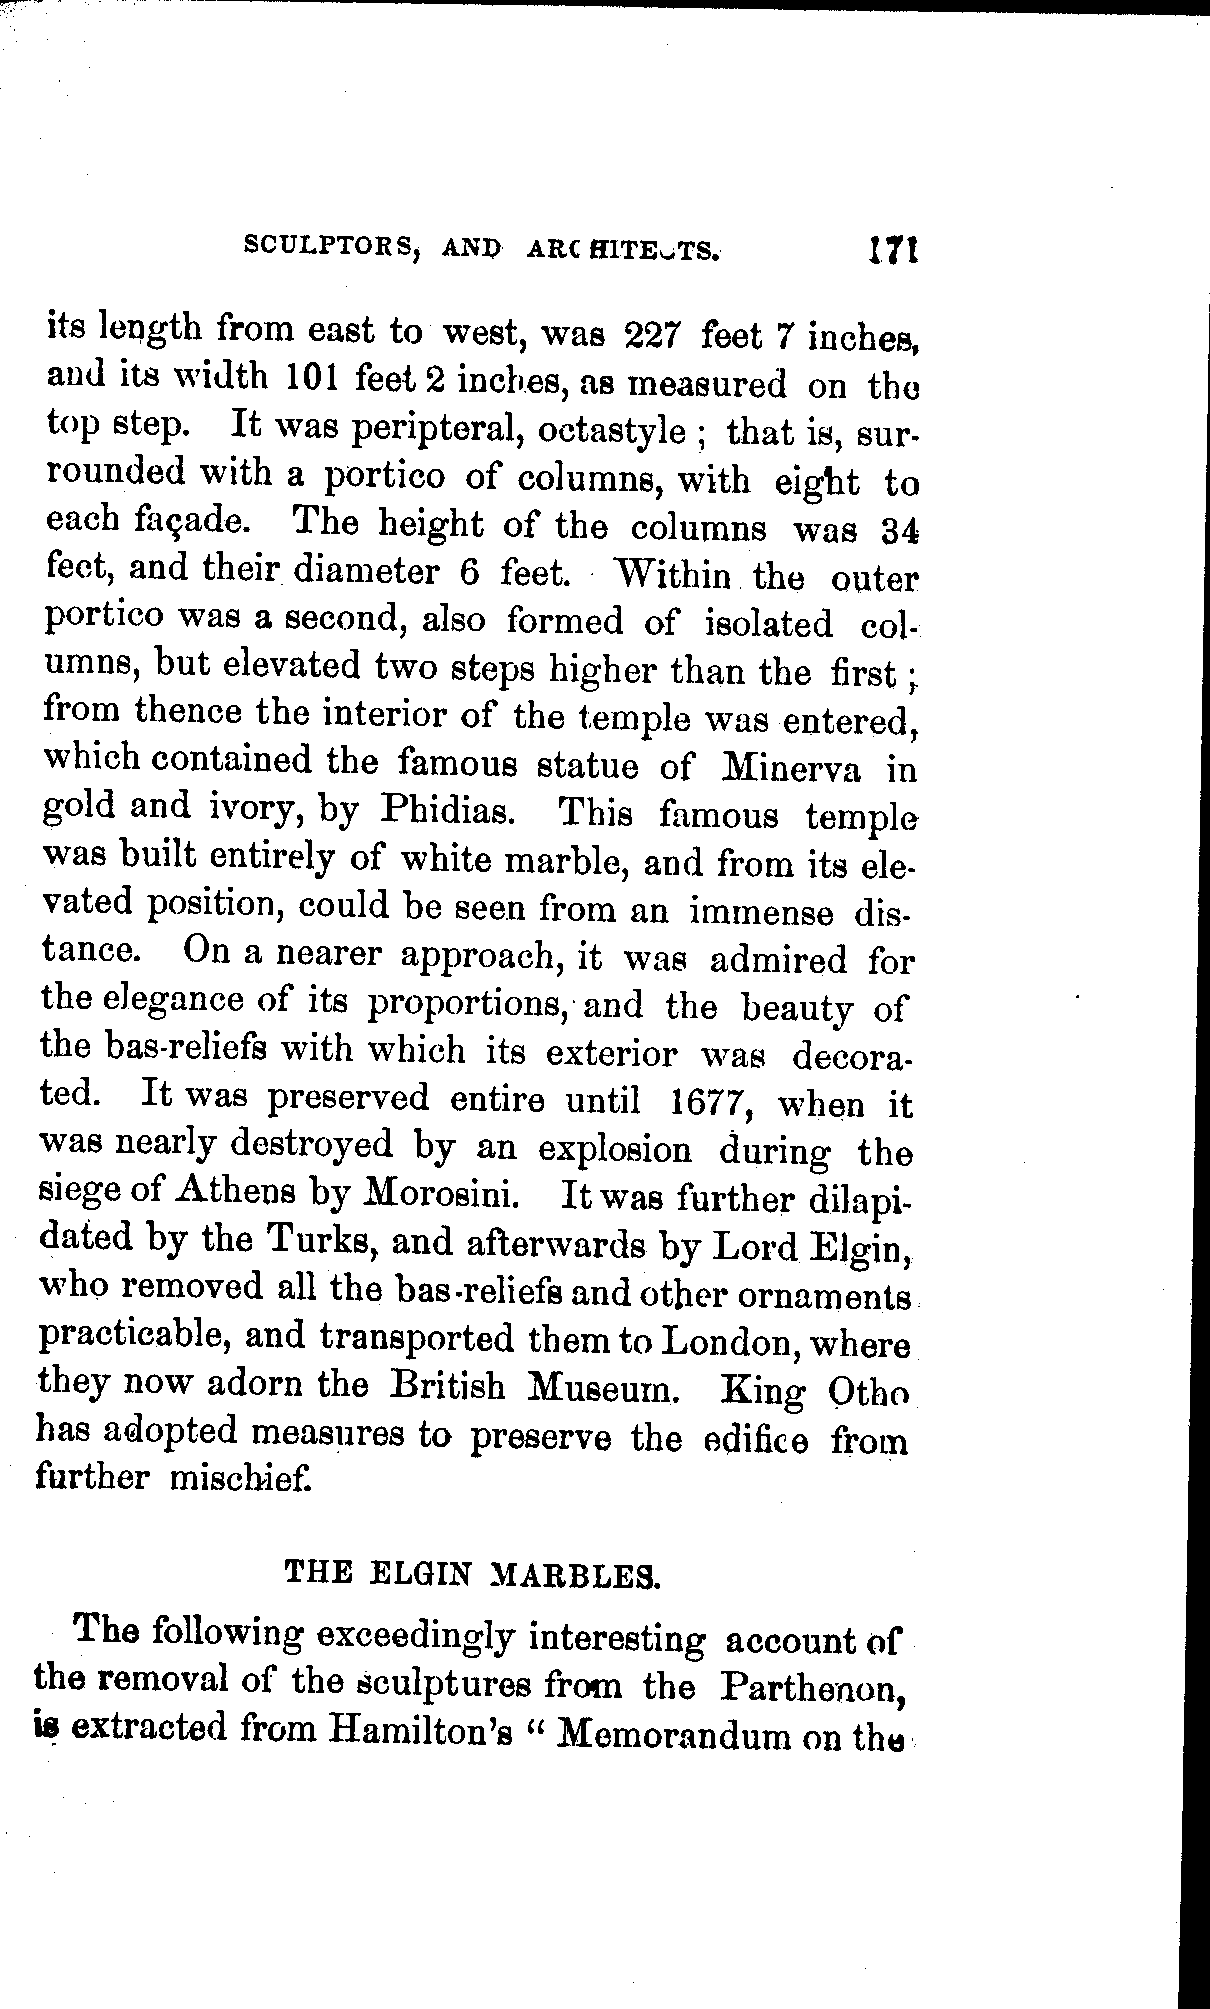 SCULPTORS, AND ARCHITECTS. 171
its length from east to west, was 227 feet 7 inches,
and its width 101 feet 2 inches, as measured on the
top step. It was peripteral, octastyle ; that is, sur-
rounded with a portico of columns, with eight to
each façade. The height of the columns was 34
feet, and their diameter 6 feet. Within the outer
portico was a second, also formed of isolated col-
umns, but elevated two steps higher than the first ;
from thence the interior of the temple was entered,
which contained the famous statue of Minerva in
gold and ivory, by Phidias. This famous temple
was built entirely of white marble, and from its ele-
vated position, could be seen from an immense dis-
tance. On a nearer approach, it was admired for
the elegance of its proportions, and the beauty of
the bas-reliefs with which its exterior was decora-
ted. It was preserved entire until 1677, when it
was nearly destroyed by an explosion during the
siege of Athens by Morosini. It was further dilapi-
dated by the Turks, and afterwards by Lord Elgin,
who removed all the bas-reliefs and other ornaments
practicable, and transported them to London, where
they now adorn the British Museum. King Otho
has adopted measures to preserve the edifice from
further mischief.
THE ELGIN MARBLES.
The following exceedingly interesting account of
the removal of the sculptures from the Parthenon,
is extracted from Hamilton's " Memorandum on the